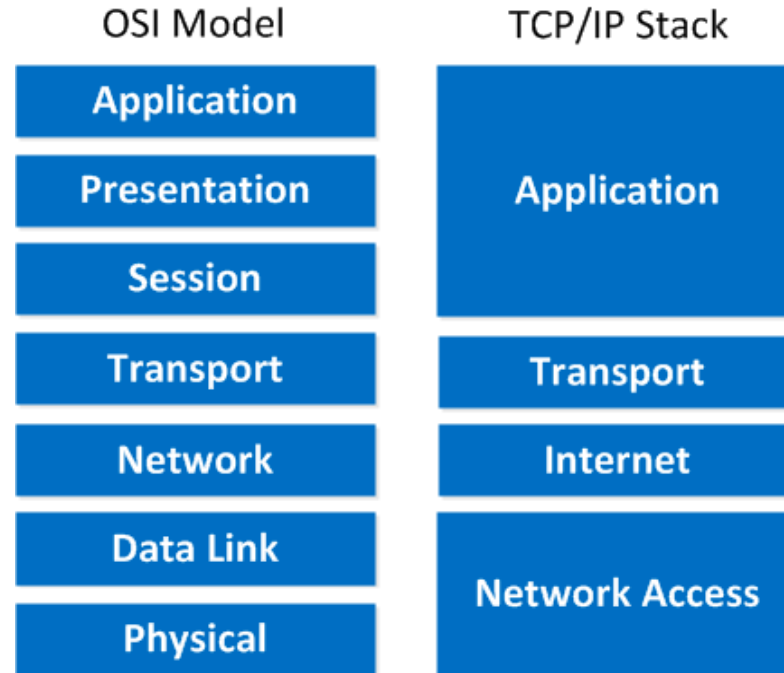 OSI Model
Application
Presentation
Session
Transport
Network
Data Link
Physical
TCP/IP Stack
Application
Transport
Internet
Network Access